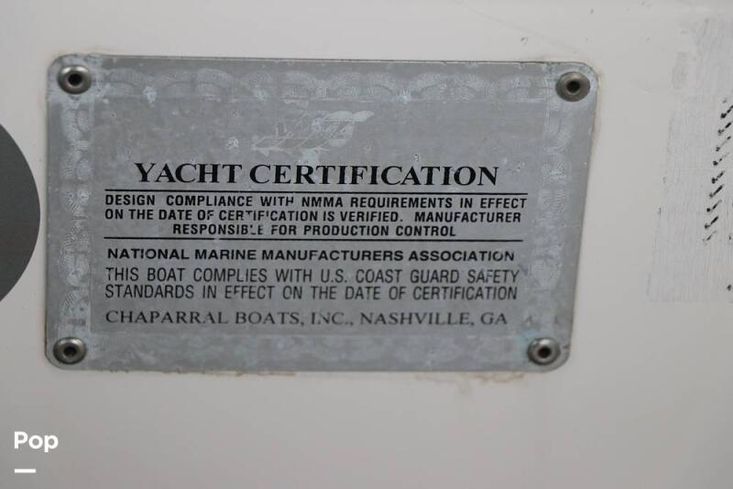 YACHT CERTIFICATION
DESIGN COMPLIANCE WITH NMMA REQUIREMENTS IN EFFECT
ON THE DATE OF CERTIFICATION IS VERIFIED. MANUFACTURER
RESPONSIBLE FOR PRODUCTION CONTROL
NATIONAL MARINE MANUFACTURERS ASSOCIATION
THIS BOAT COMPLIES WITH U.S. COAST GUARD SAFETY
STANDARDS IN EFFECT ON THE DATE OF CERTIFICATION
CHAPARRAL BOATS, INC., NASHVILLE, GA
Pop